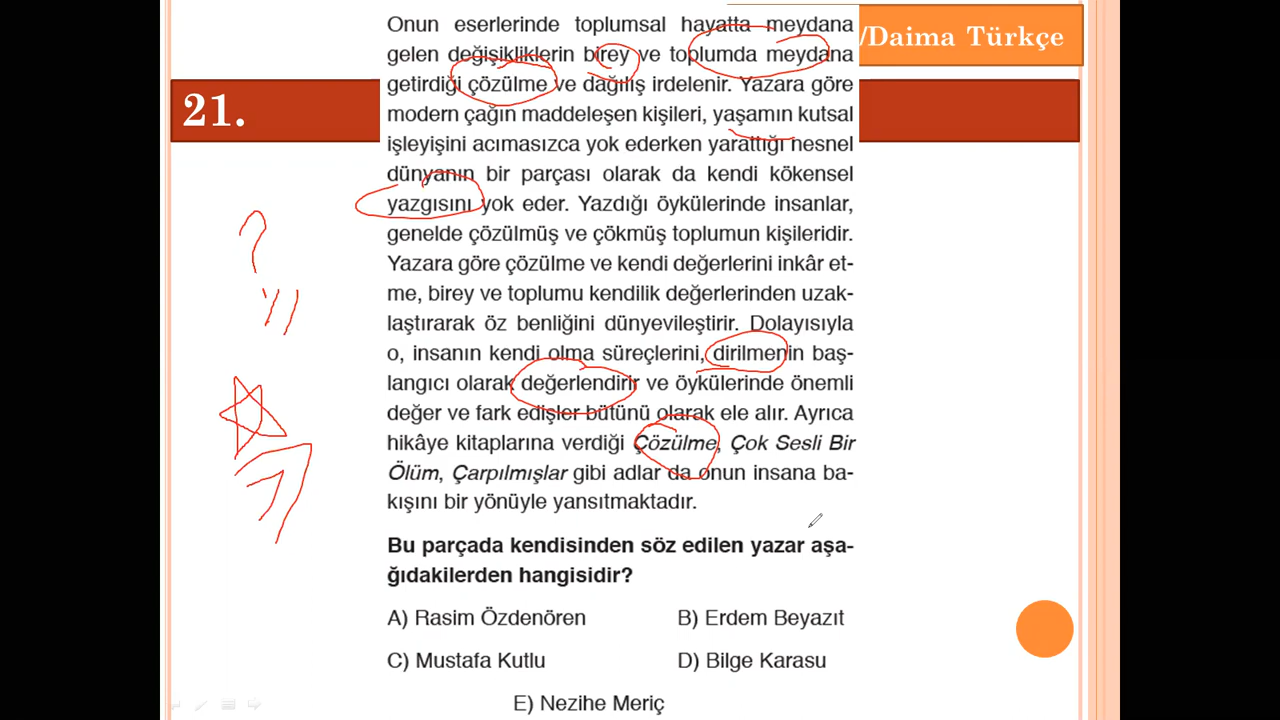 /Daima Türkçe
21.
Onun eserlerinde toplumsal hayatta meydana
gelen değişikliklerin birey ve toplumda meydana
getirdiği çözülme ve dağılış irdelenir. Yazara göre
modern çağın maddeleşen kişileri, yaşamın kutsal
işleyişini acımasızca yok ederken yarattığı nesnel
dünyanın bir parçası olarak da kendi kökensel
yazgısını yok eder. Yazdığı öykülerinde insanlar,
genelde çözülmüş ve çökmüş toplumun kişileridir.
Yazara göre çözülme ve kendi değerlerini inkâr et-
me, birey ve toplumu kendilik değerlerinden uzak-
laştırarak öz benliğini dünyevileştirir. Dolayısıyla
o, insanın kendi olma süreçlerini, dirilmenin baş-
langıcı olarak değerlendirir ve öykülerinde önemli
değer ve fark edişler bütünü olarak ele alır. Ayrıca
hikâye kitaplarına verdiği Çözülme, Çok Sesli Bir
Ölüm, Çarpılmışlar gibi adlar da onun insana ba-
kışını bir yönüyle yansıtmaktadır.
Bu parçada kendisinden söz edilen yazar aşa-
ğıdakilerden hangisidir?
A) Rasim Özdenören
B) Erdem Beyazıt
C) Mustafa Kutlu
D) Bilge Karasu
E) Nezihe Meriç